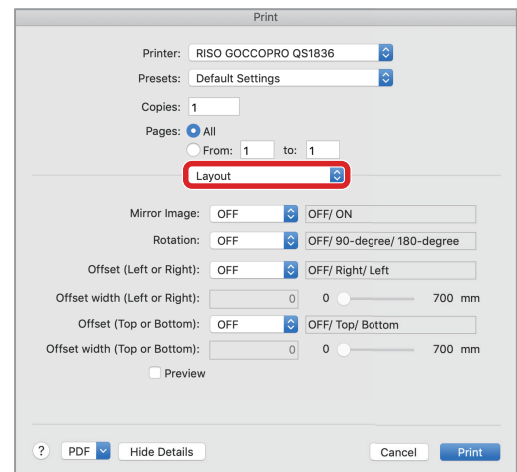 Print
Printer: RISO GOCCOPRO QS1836
Presets: Default Settings
Copies: 1
Pages: All
From: 1 to: 1
Layout
Mirror Image: OFF OFF/ ON
Rotation: OFF OFF/ 90-degree/ 180-degree
Offset (Left or Right): OFF OFF/ Right/ Left
Offset width (Left or Right): 0 0 700 mm
Offset (Top or Bottom): OFF OFF/ Top/ Bottom
Offset width (Top or Bottom): 0 0 700 mm
Preview
? PDF Hide Details Cancel Print